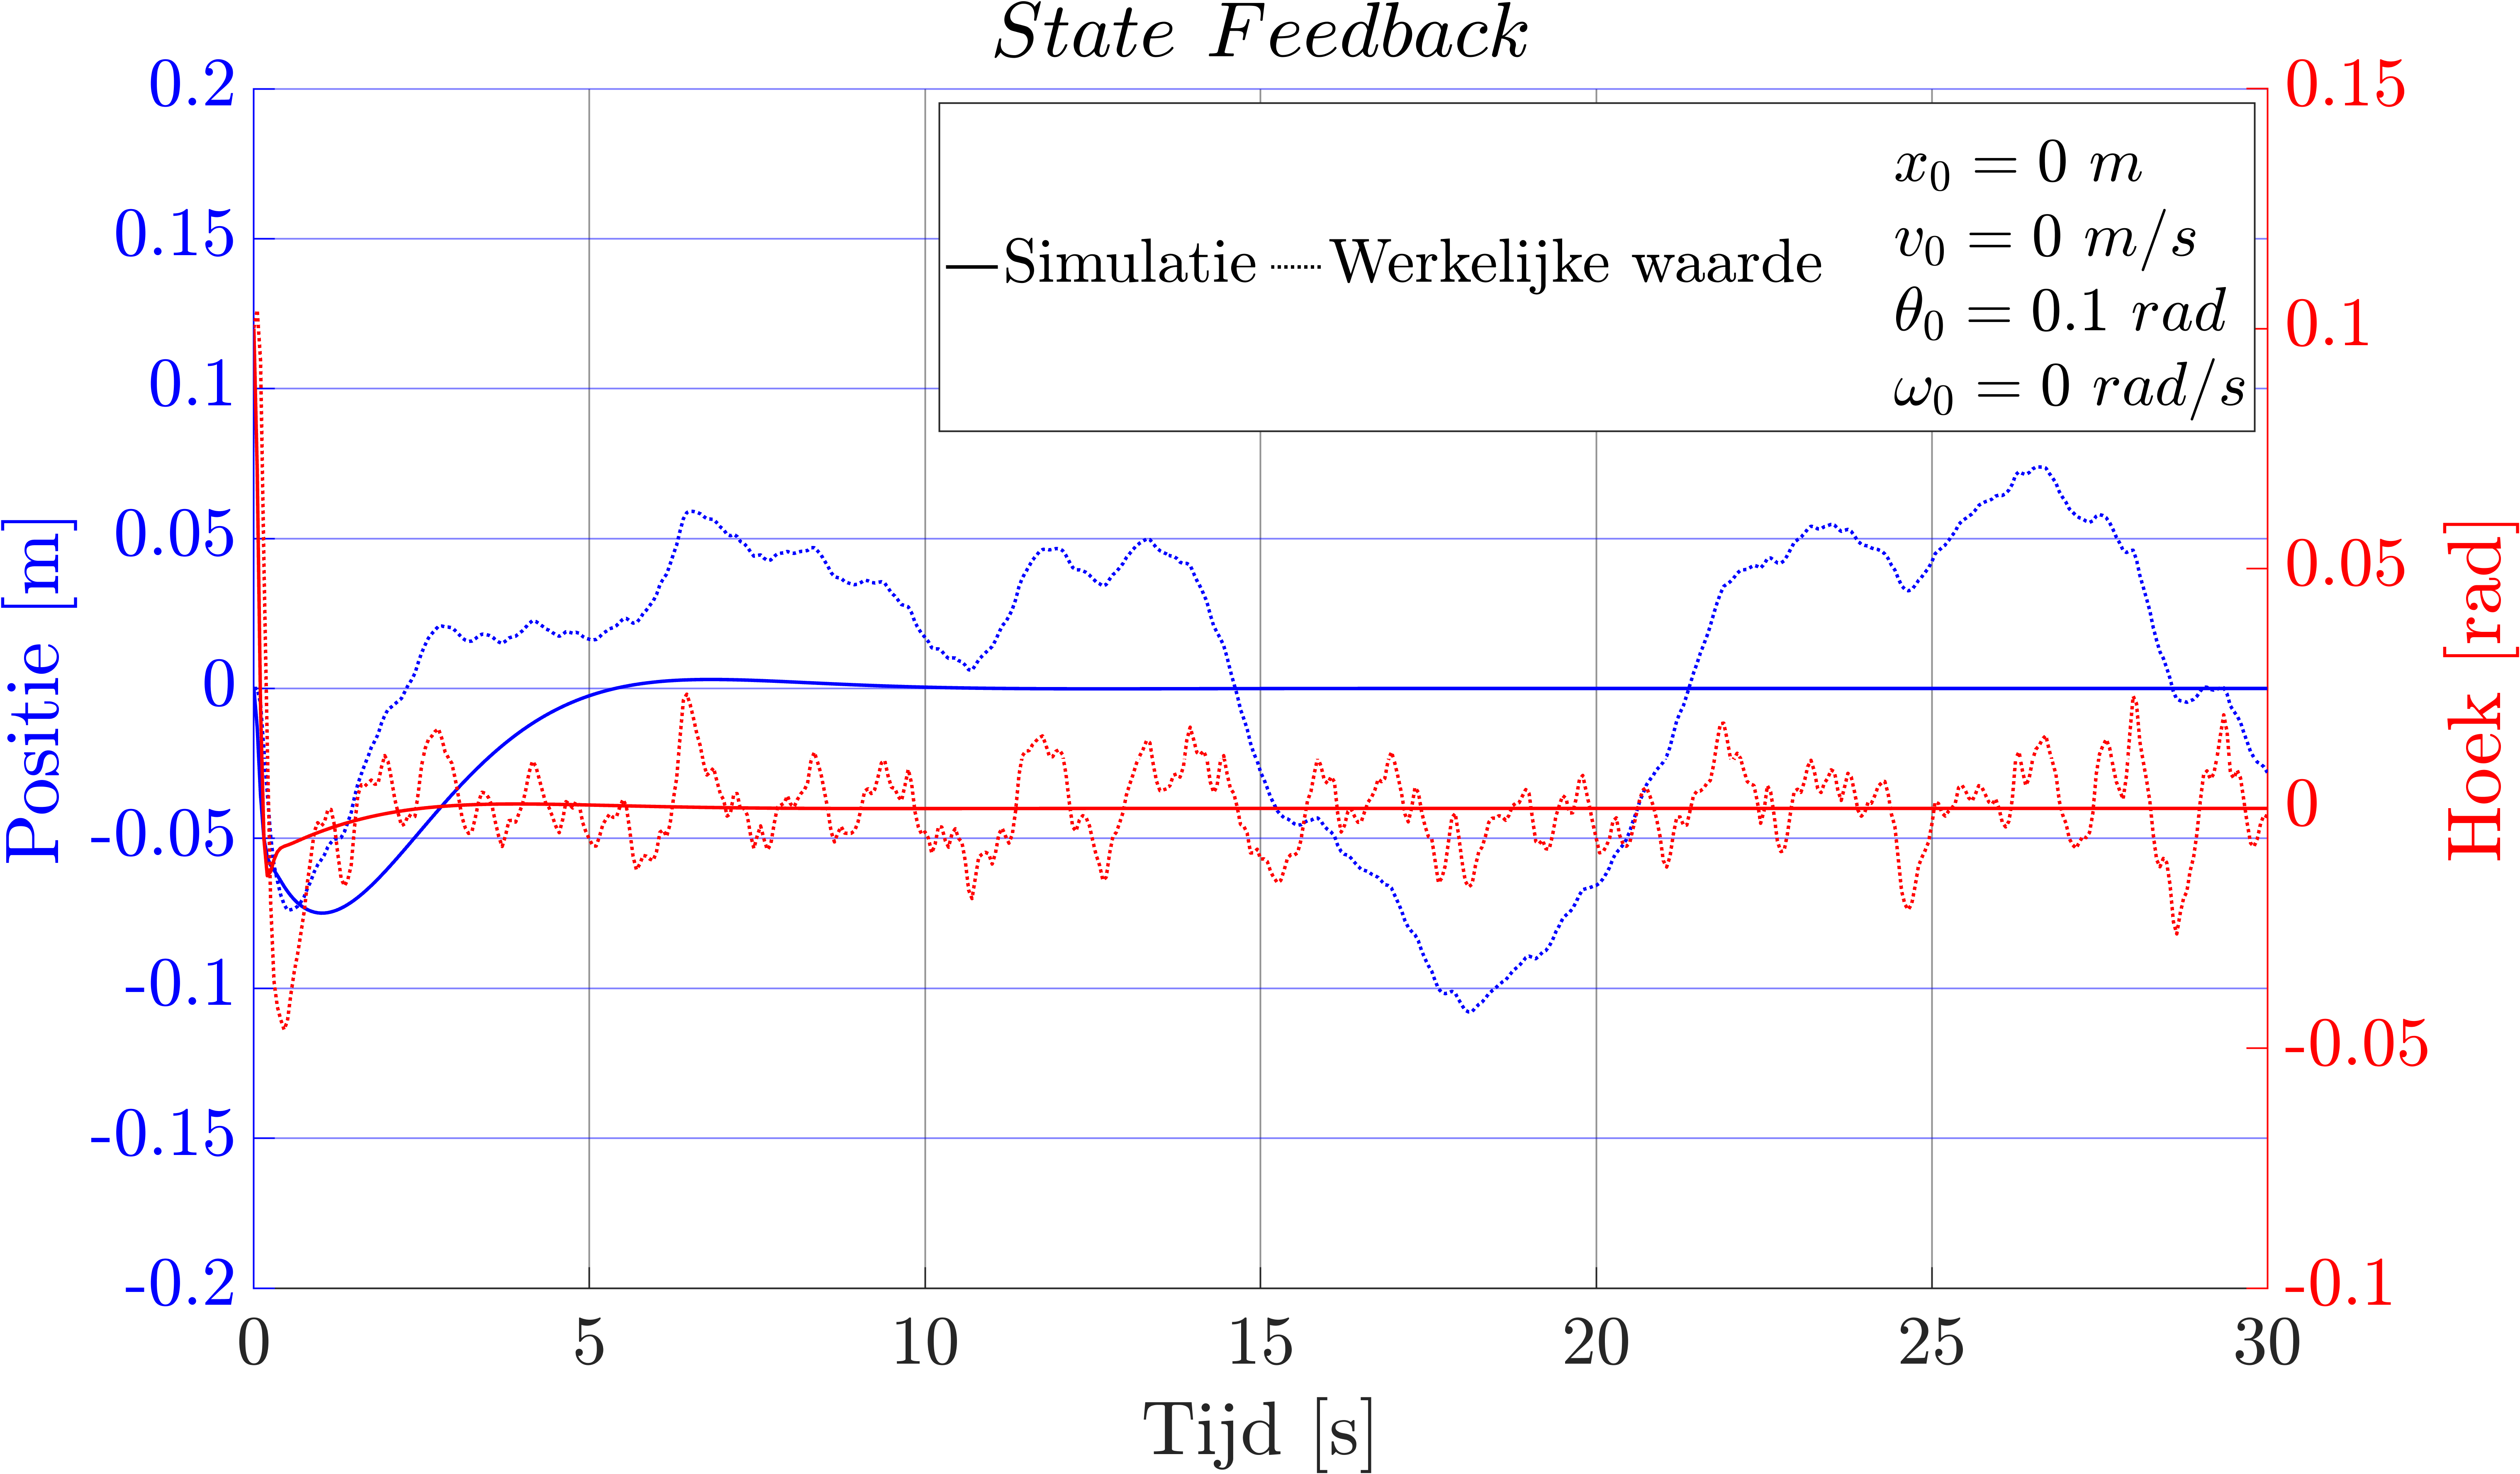 State Feedback
0.2
0.15
0.1
0.05
0
-0.05
-0.1
-0.15
-0.2
Positie [m]
Simulatie
Werkelijke waarde
x₀ = 0 m
v₀ = 0 m/s
θ₀ = 0.1 rad
ω₀ = 0 rad/s
0.15
0.1
0.05
0
-0.05
-0.1
Hoek [rad]
0 5 10 15 20 25 30
Tijd [s]